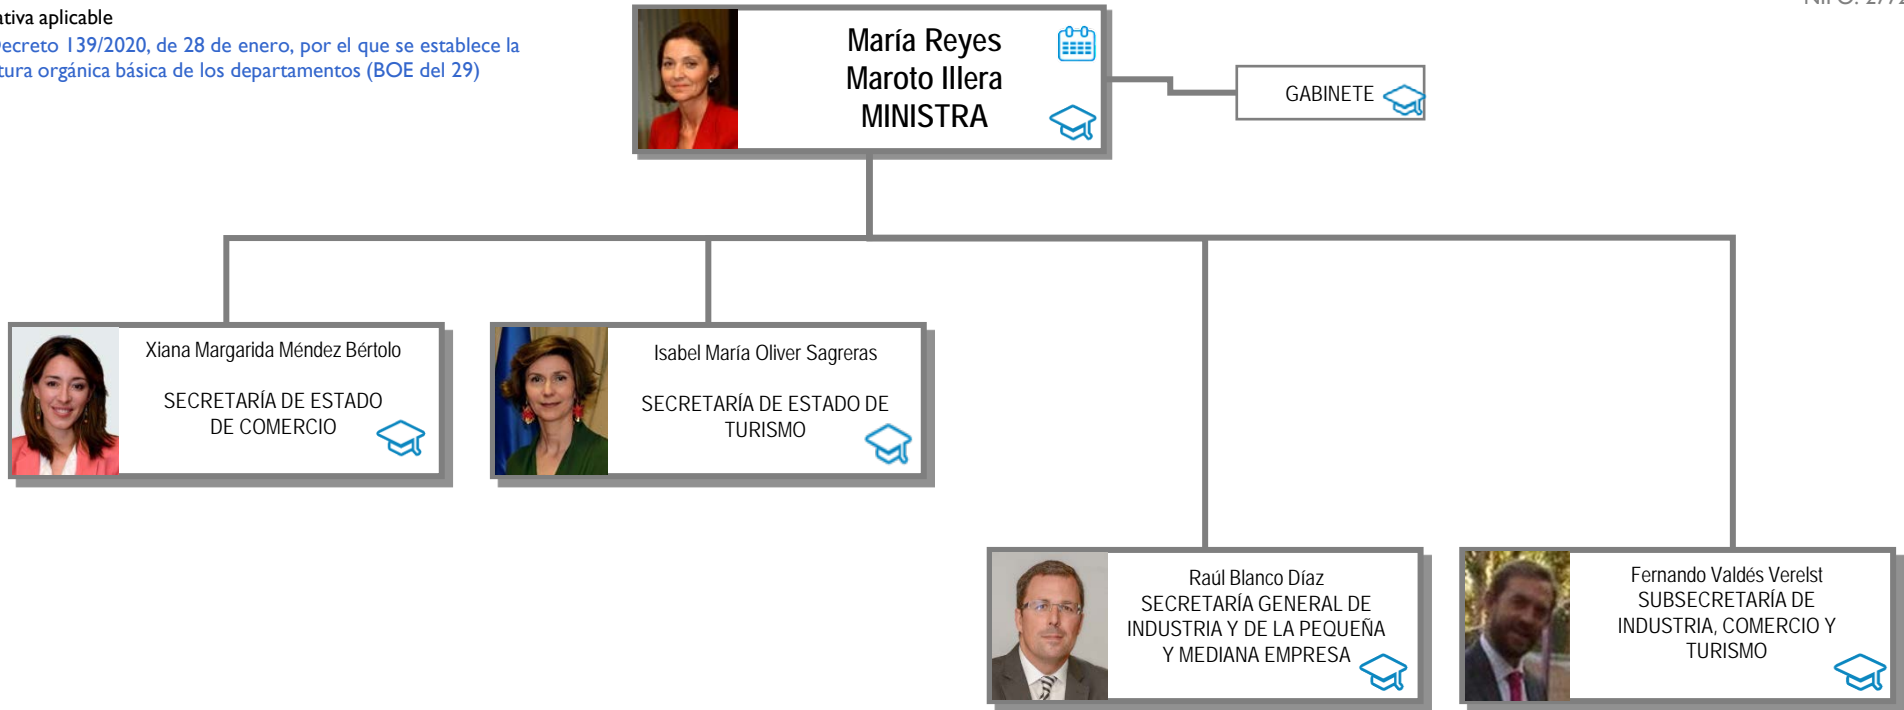 ativa aplicable
ecreto 139/2020, de 28 de enero, por el que se establece la
tura orgánica básica de los departamentos (BOE del 29)
María Reyes
Maroto Illera
MINISTRA
GABINETE
Xiana Margarida Méndez Bértolo
SECRETARÍA DE ESTADO
DE COMERCIO
Isabel María Oliver Sagreras
SECRETARÍA DE ESTADO DE
TURISMO
Raúl Blanco Díaz
SECRETARÍA GENERAL DE
INDUSTRIA Y DE LA PEQUEÑA
Y MEDIANA EMPRESA
Fernando Valdés Verelst
SUBSECRETARÍA DE
INDUSTRIA, COMERCIO Y
TURISMO